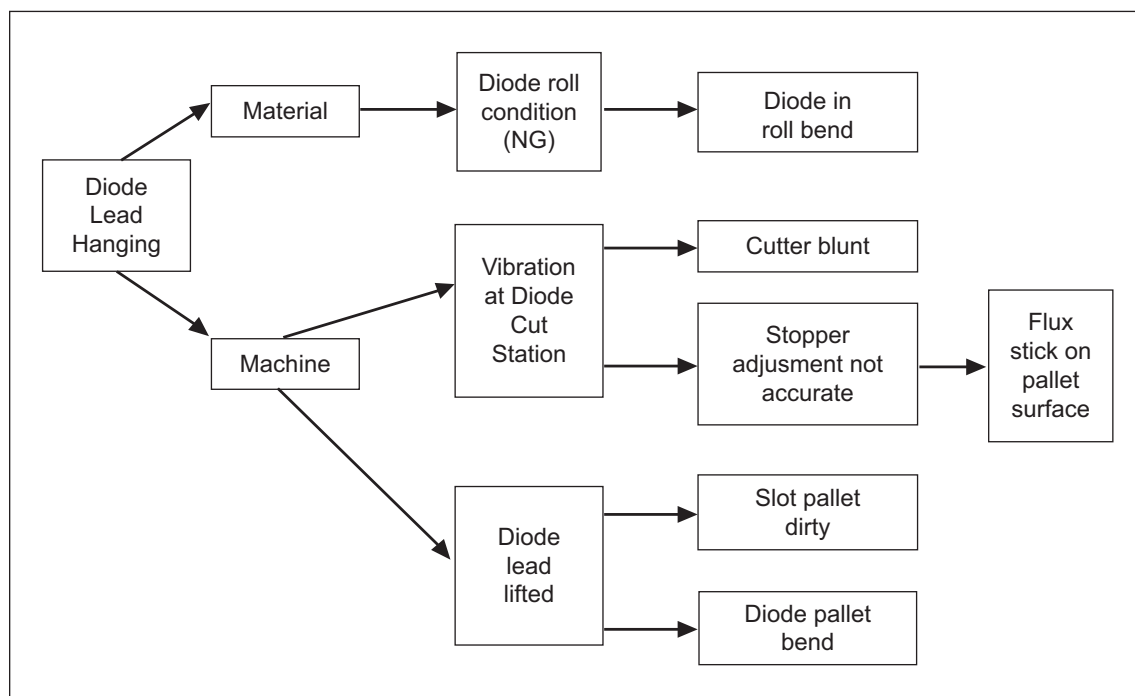 Diode
Lead
Hanging
Material
Diode roll
condition
(NG)
Diode in
roll bend
Machine
Vibration
at Diode
Cut
Station
Cutter blunt
Stopper
adjusment not
accurate
Flux
stick on
pallet
surface
Diode
lead
lifted
Slot pallet
dirty
Diode pallet
bend